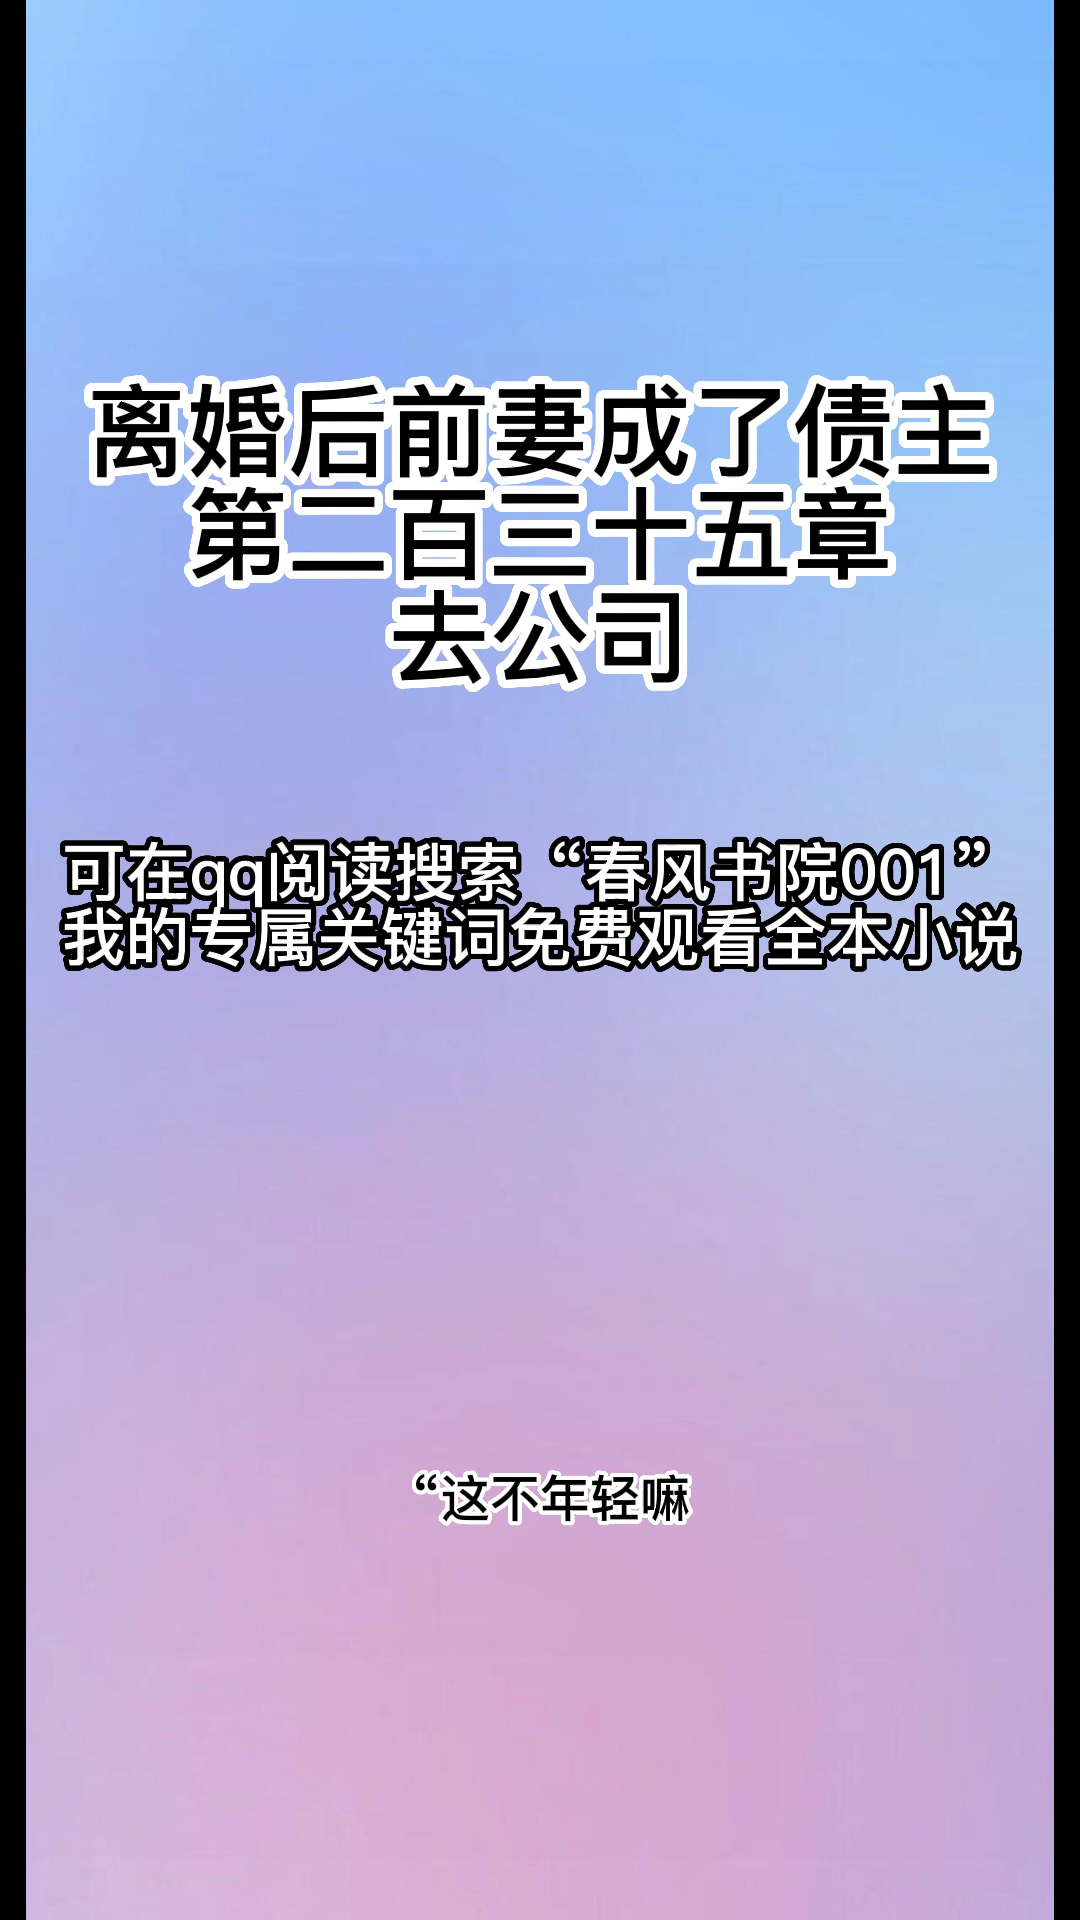 离婚后前妻成了债主
第二百三十五章
去公司
可在qq阅读搜索“春风书院001”
我的专属关键词免费观看全本小说
“这不年轻嘛